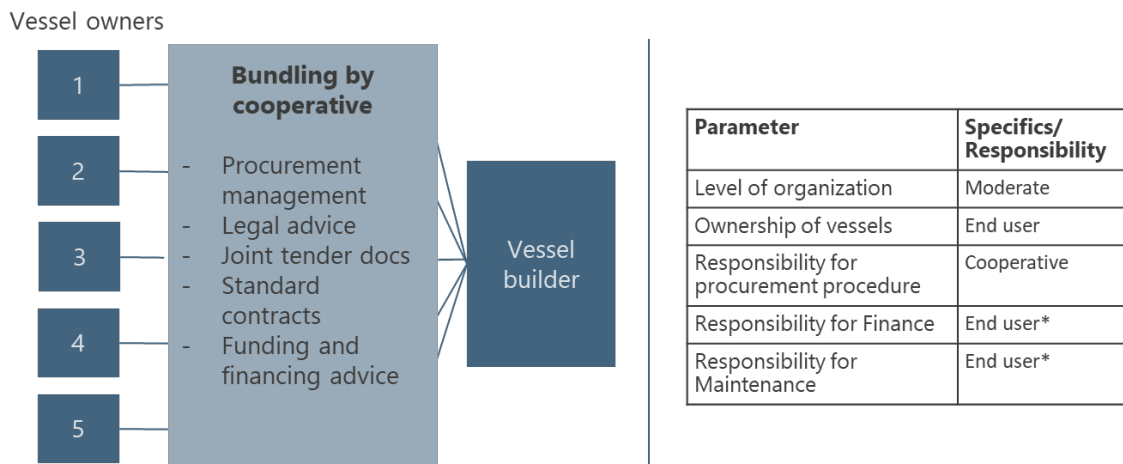 Vessel owners
1
2
3
4
5
Bundling by
cooperative
- Procurement
management
- Legal advice
- Joint tender docs
- Standard
contracts
- Funding and
financing advice
Vessel
builder
Parameter
Specifics/
Responsibility
Level of organization
Moderate
Ownership of vessels
End user
Responsibility for
procurement procedure
Cooperative
Responsibility for Finance
End user*
Responsibility for
Maintenance
End user*